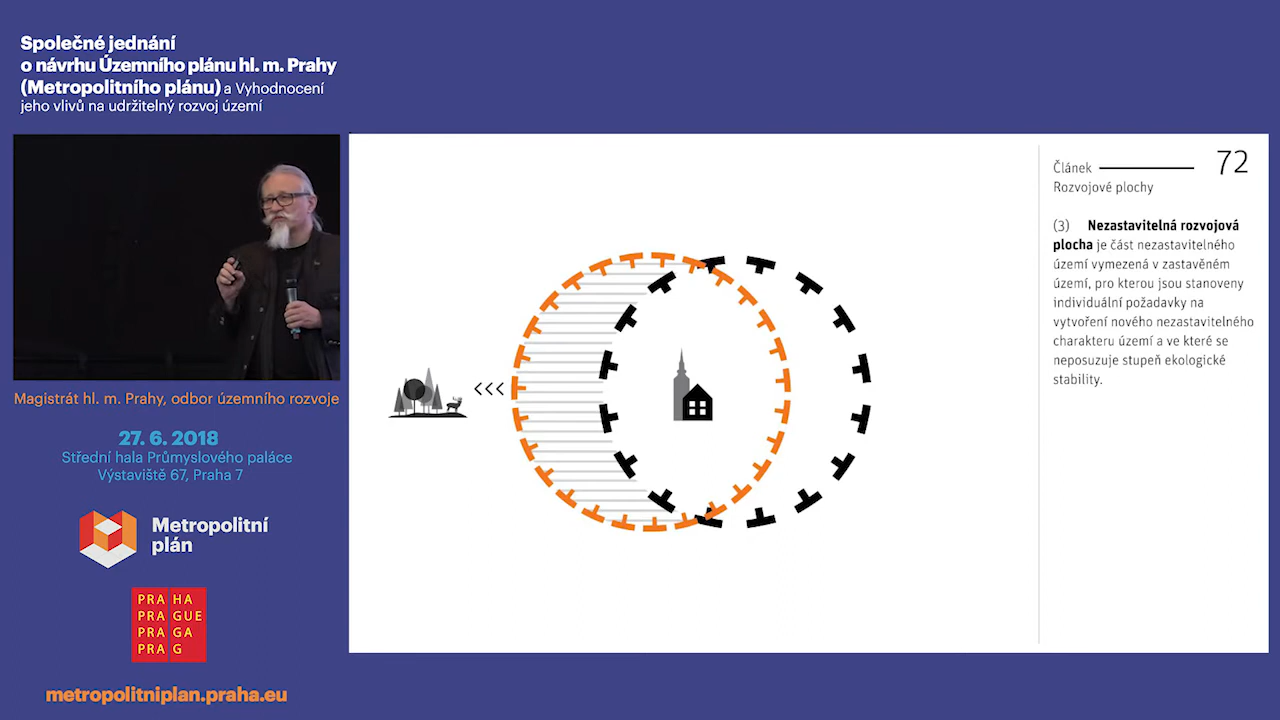 Společné jednání
o návrhu Územního plánu hl. m. Prahy
(Metropolitního plánu) a Vyhodnocení
jeho vlivů na udržitelný rozvoj území
Magistrát hl. m. Prahy, odbor územního rozvoje
27. 6. 2018
Střední hala Průmyslového paláce
Výstaviště 67, Praha 7
Metropolitní
plán
PRA HA
PRA GUE
PRA GA
PRA G
metropolitniplan.praha.eu
Článek 72
Rozvojové plochy
(3) Nezastavitelná rozvojová
plocha je část nezastavitelného
území vymezená v zastavěném
území, pro kterou jsou stanoveny
individuální požadavky na
vytvoření nového nezastavitelného
charakteru území a ve které se
neposuzuje stupeň ekologické
stability.